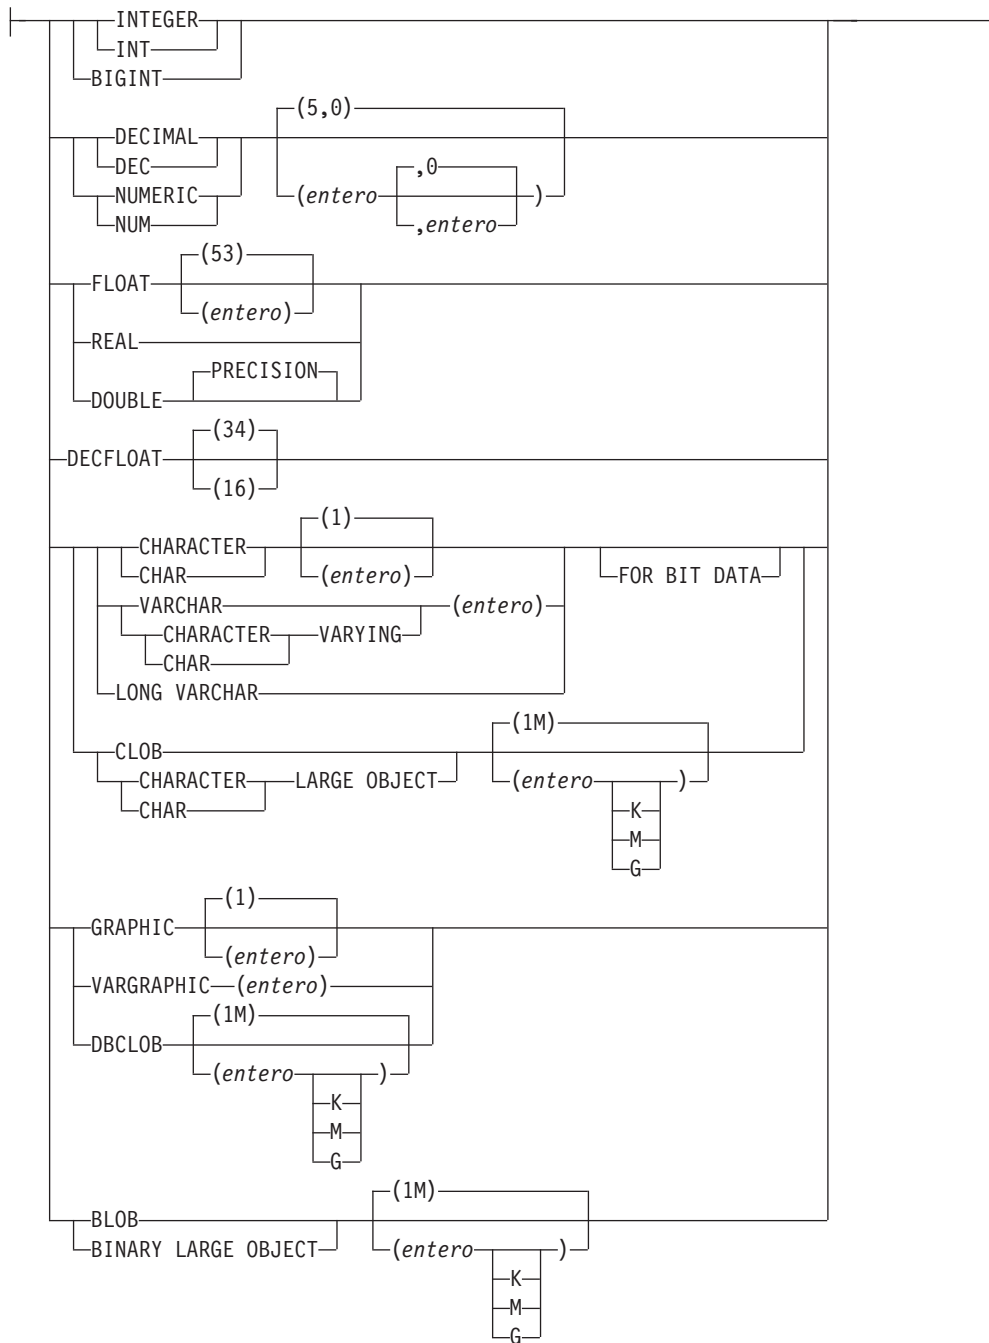 INTEGER
INT
BIGINT
(5,0)
DECIMAL
DEC
,0
NUMERIC
(entero )
NUM
,entero
(53)
FLOAT
(entero)
REAL
PRECISION
DOUBLE
(34)
DECFLOAT
(16)
(1)
CHARACTER
CHAR
(entero)
FOR BIT DATA
VARCHAR
(entero)
CHARACTER
VARYING
CHAR
LONG VARCHAR
(1M)
CLOB
CHARACTER
LARGE OBJECT
(entero )
CHAR
K
M
G
(1)
GRAPHIC
(entero)
VARGRAPHIC
(entero)
(1M)
DBCLOB
(entero )
K
M
G
(1M)
BLOB
BINARY LARGE OBJECT
(entero )
K
M
G